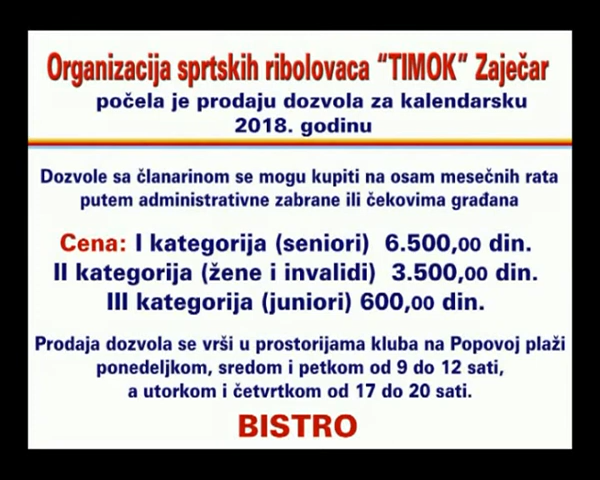 Organizacija sprtskih ribolovaca “TIMOK” Zaječar
počela je prodaju dozvola za kalendarsku
2018. godinu
Dozvole sa članarinom se mogu kupiti na osam mesečnih rata
putem administrativne zabrane ili čekovima građana
Cena: I kategorija (seniori) 6.500,00 din.
II kategorija (žene i invalidi) 3.500,00 din.
III kategorija (juniori) 600,00 din.
Prodaja dozvola se vrši u prostorijama kluba na Popovoj plaži
ponedeljkom, sredom i petkom od 9 do 12 sati,
a utorkom i četvrtkom od 17 do 20 sati.
BISTRO